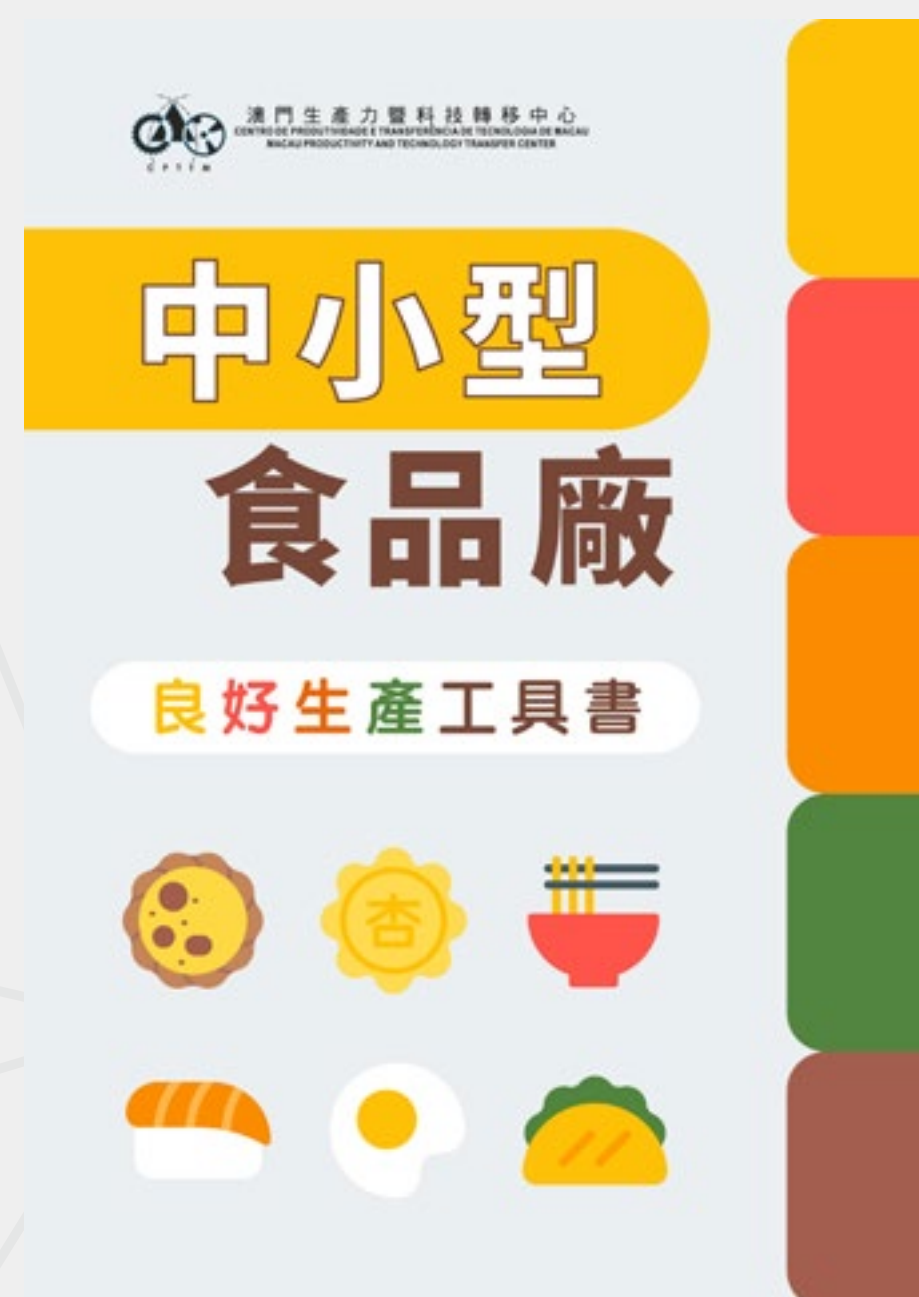 澳門生產力暨科技轉移中心
CENTRO DE PRODUTIVIDADE E TRANSFERÊNCIA DE TECNOLOGIA DE MACAU
MACAU PRODUCTIVITY AND TECHNOLOGY TRANSFER CENTER
cpttm
中小型
食品廠
良好生產工具書
杏